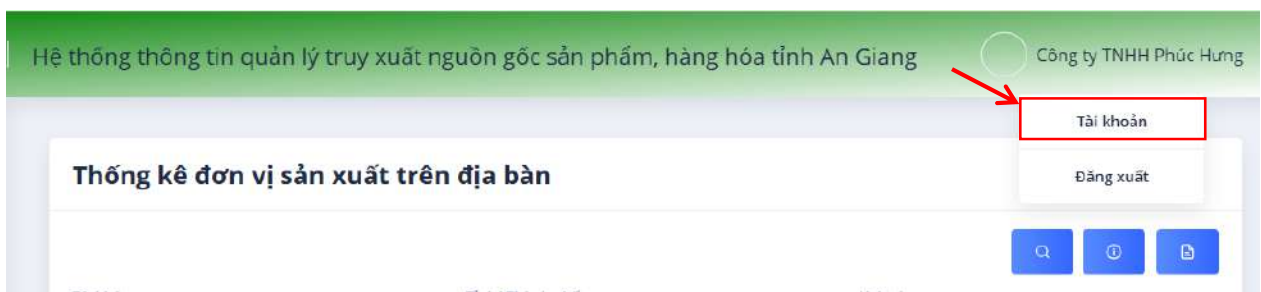 Hệ thống thông tin quản lý truy xuất nguồn gốc sản phẩm, hàng hóa tỉnh An Giang
Công ty TNHH Phúc Hưng
Tài khoản
Thống kê đơn vị sản xuất trên địa bàn
Đăng xuất